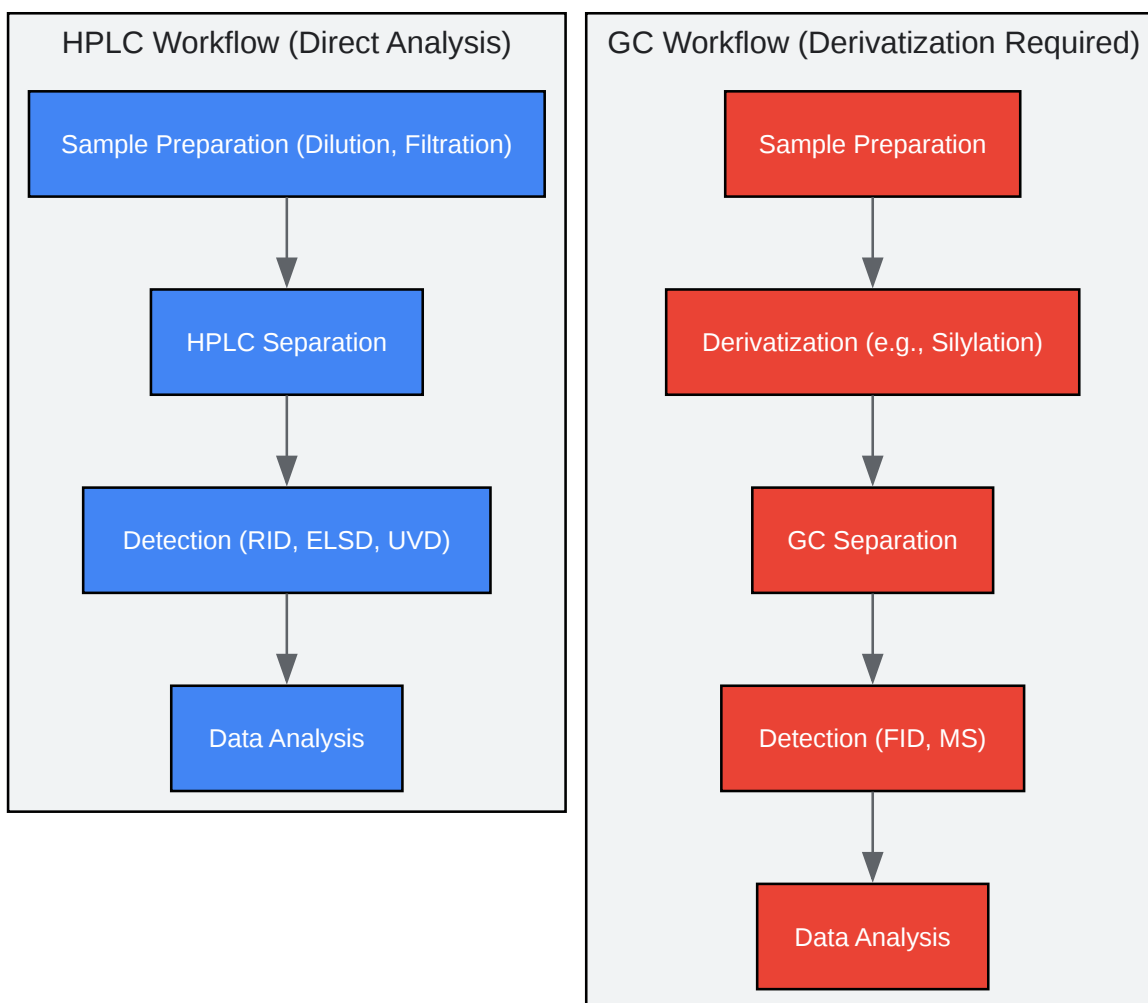 HPLC Workflow (Direct Analysis)
Sample Preparation (Dilution, Filtration)
HPLC Separation
Detection (RID, ELSD, UVD)
Data Analysis
GC Workflow (Derivatization Required)
Sample Preparation
Derivatization (e.g., Silylation)
GC Separation
Detection (FID, MS)
Data Analysis